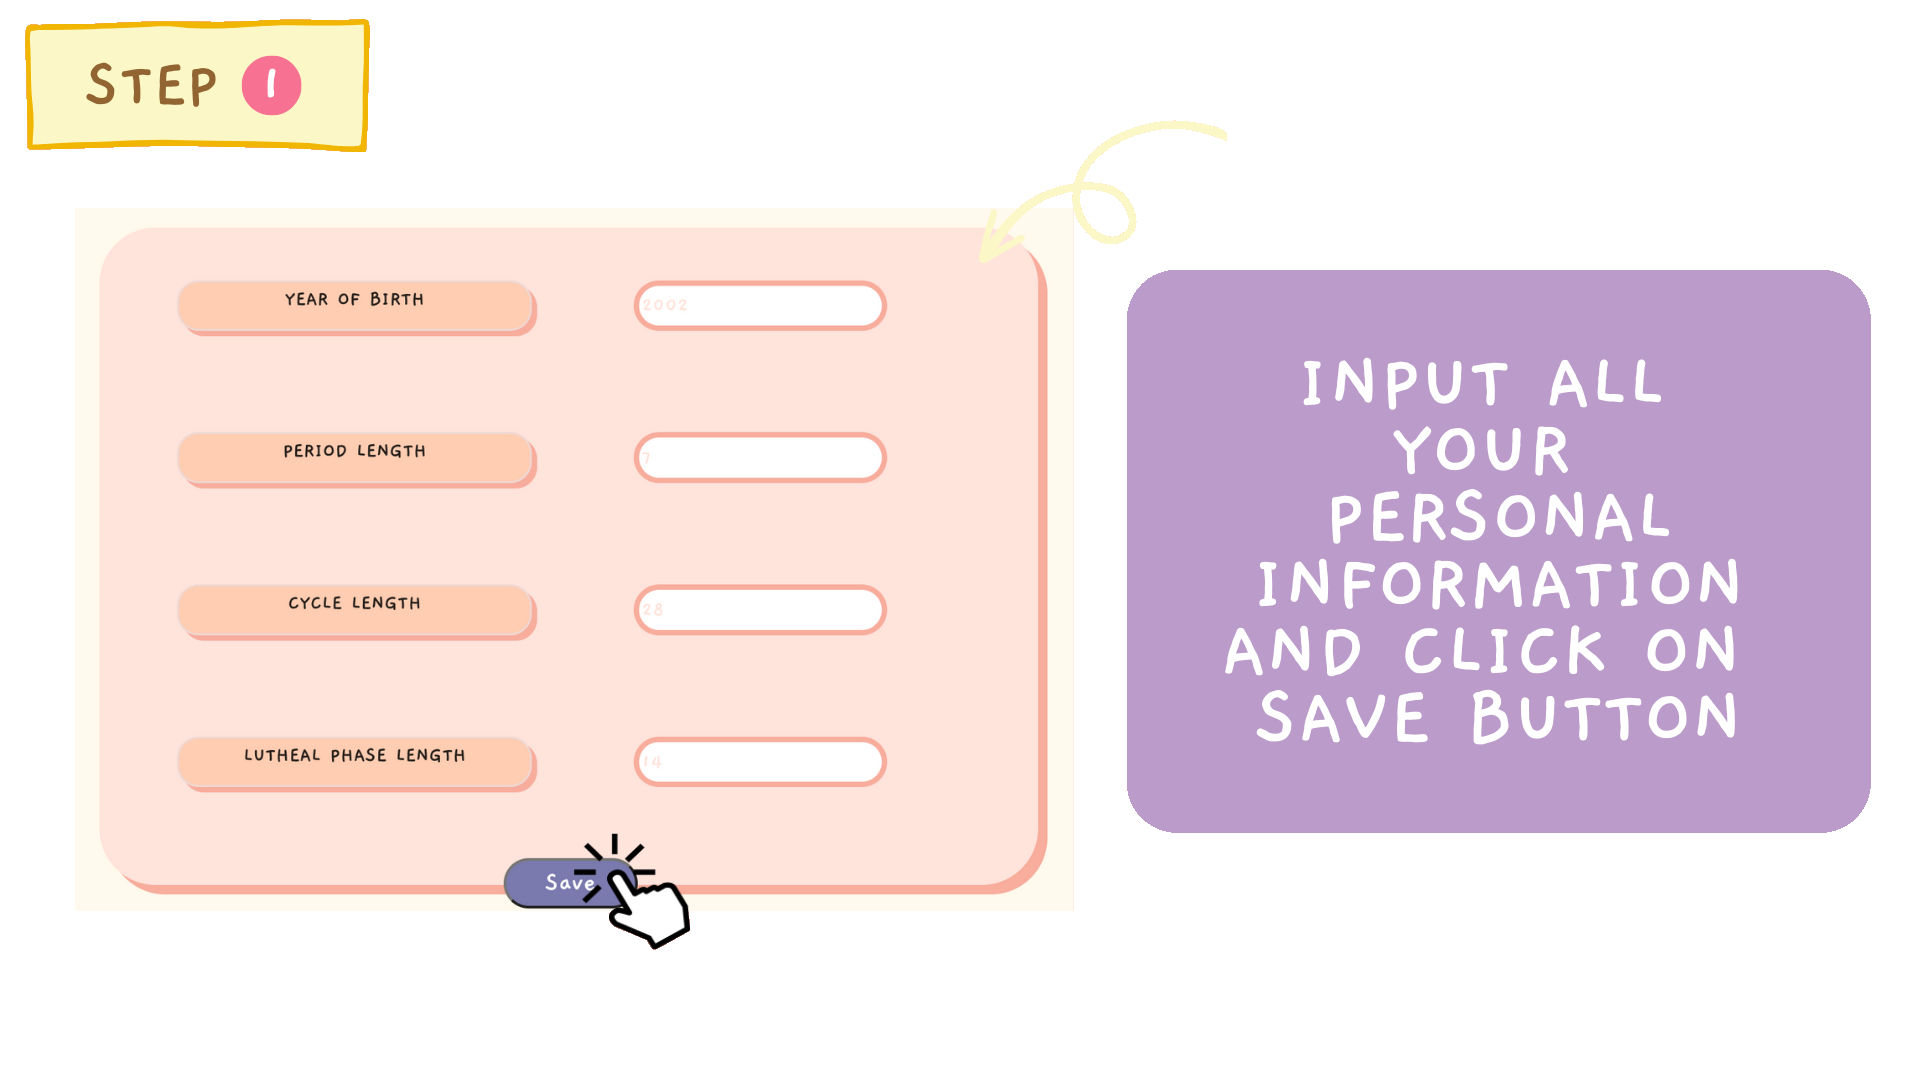 STEP 1
YEAR OF BIRTH
2002
PERIOD LENGTH
7
CYCLE LENGTH
28
LUTHEAL PHASE LENGTH
14
Save
INPUT ALL
YOUR
PERSONAL
INFORMATION
AND CLICK ON
SAVE BUTTON